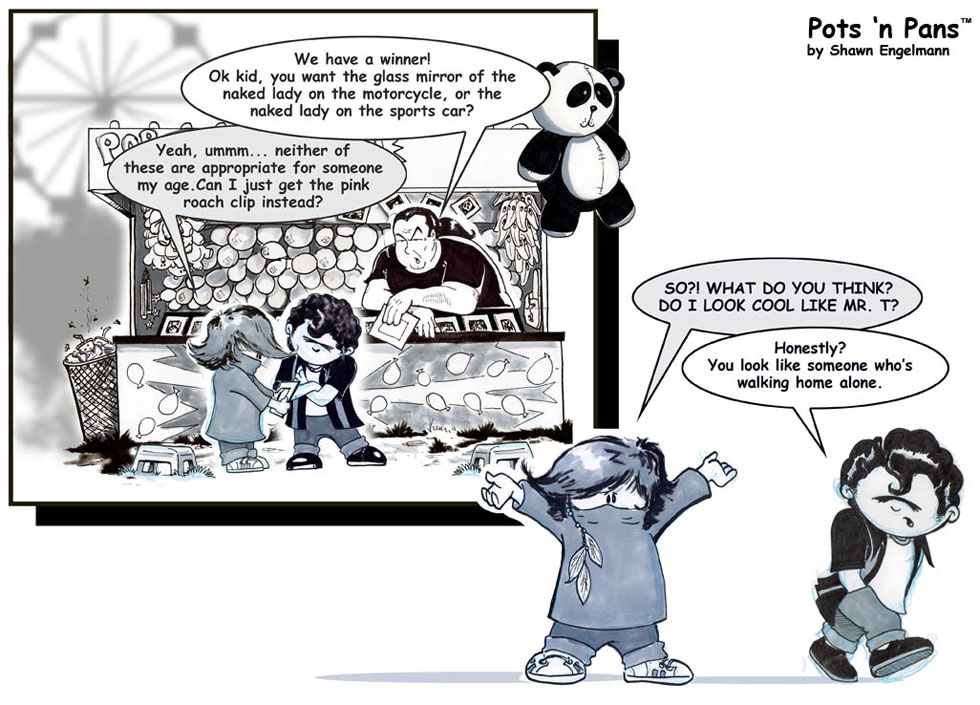 Pots 'n Pans™
by Shawn Engelmann
We have a winner!
Ok kid, you want the glass mirror of the
naked lady on the motorcycle, or the
naked lady on the sports car?
Yeah, ummm... neither of
these are appropriate for someone
my age.Can I just get the pink
roach clip instead?
SO?! WHAT DO YOU THINK?
DO I LOOK COOL LIKE MR. T?
Honestly?
You look like someone who's
walking home alone.